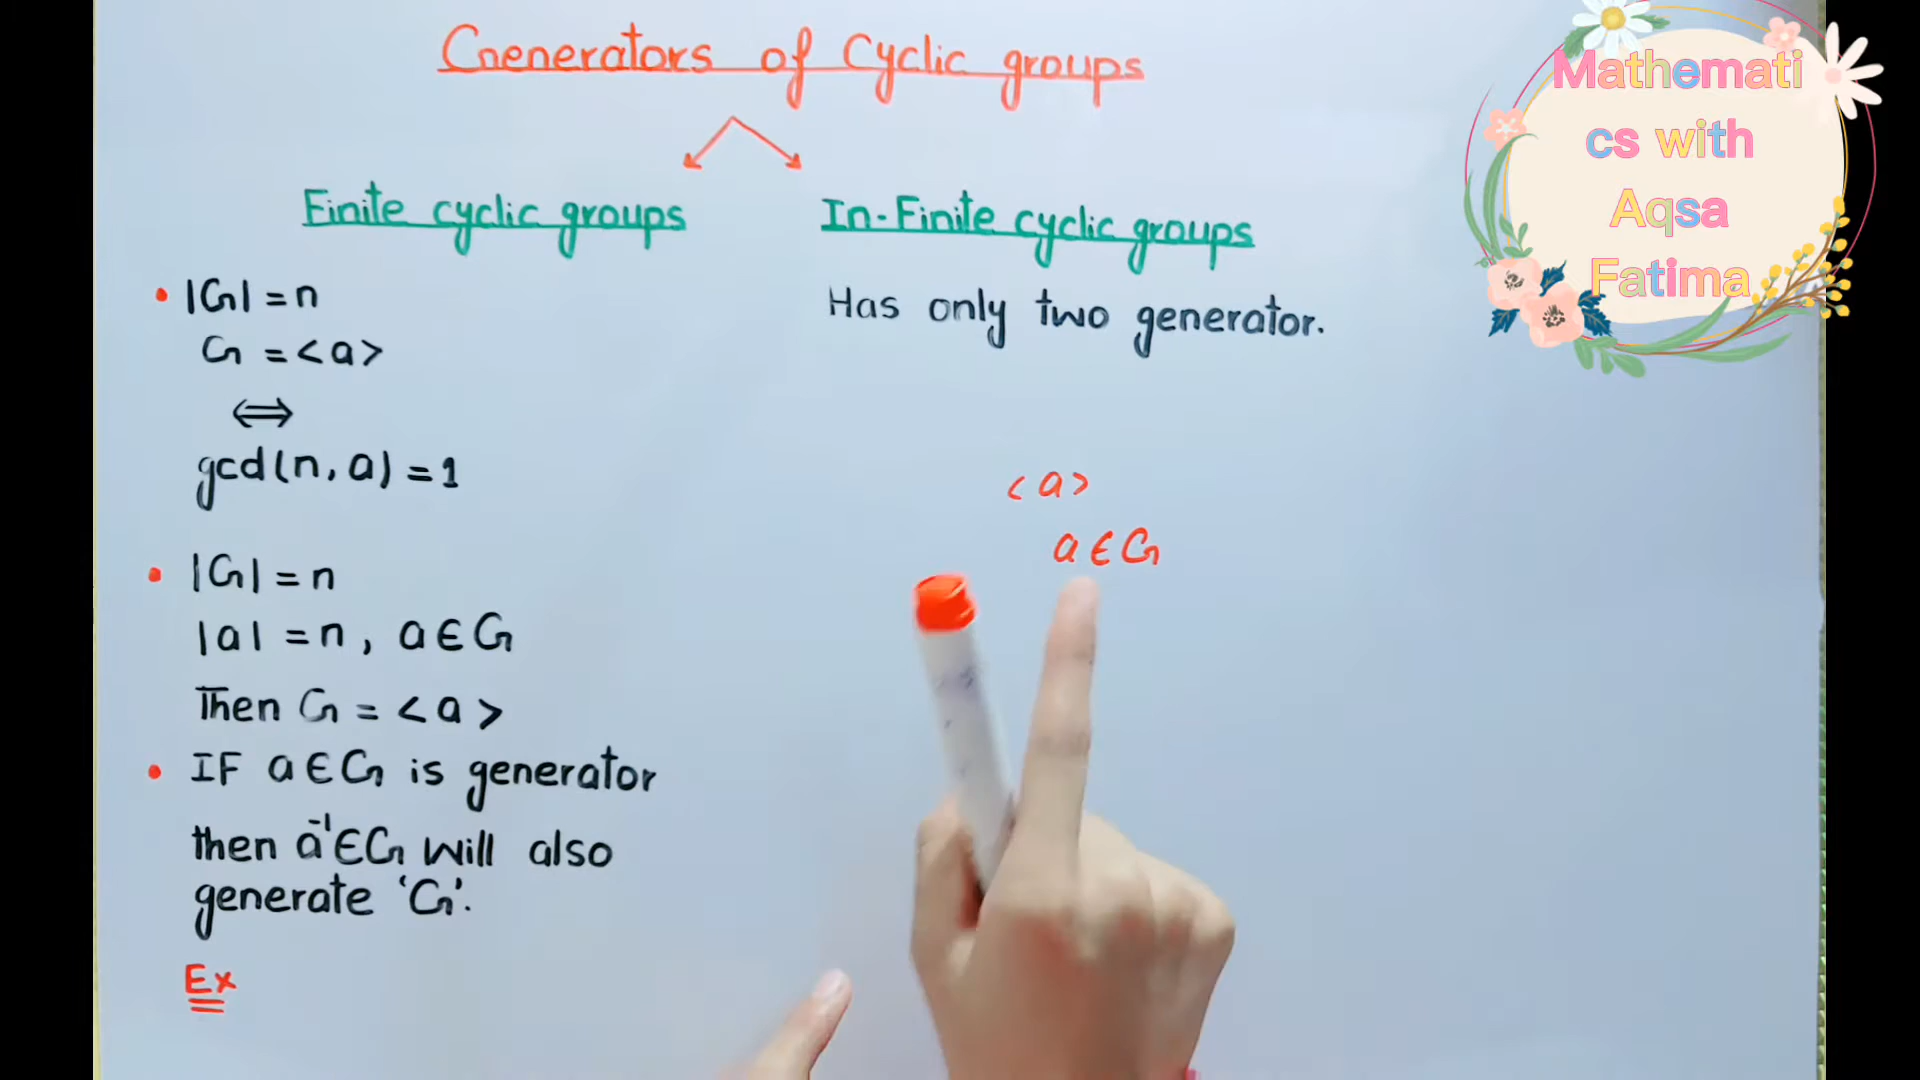 Generators of Cyclic groups
Finite cyclic groups
• |G| = n
G = <a>
⟺
gcd(n, a) = 1
• |G| = n
|a| = n, a ∈ G
Then G = <a>
• IF a ∈ G is generator
then a⁻¹ ∈ G will also
generate 'G'.
Ex
In-Finite cyclic groups
Has only two generator.
<a>
a ∈ G
Mathemati
cs with
Aqsa
Fatima